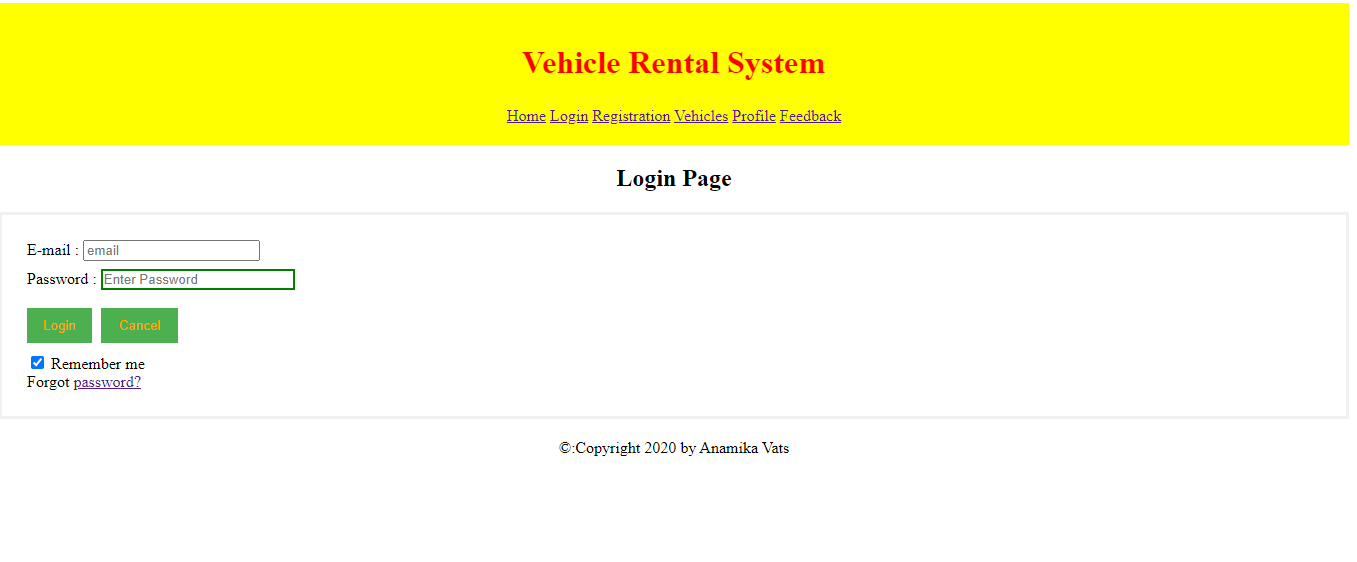 Vehicle Rental System
Home Login Registration Vehicles Profile Feedback
Login Page
E-mail : email
Password : Enter Password
Login Cancel
Remember me
Forgot password?
©:Copyright 2020 by Anamika Vats